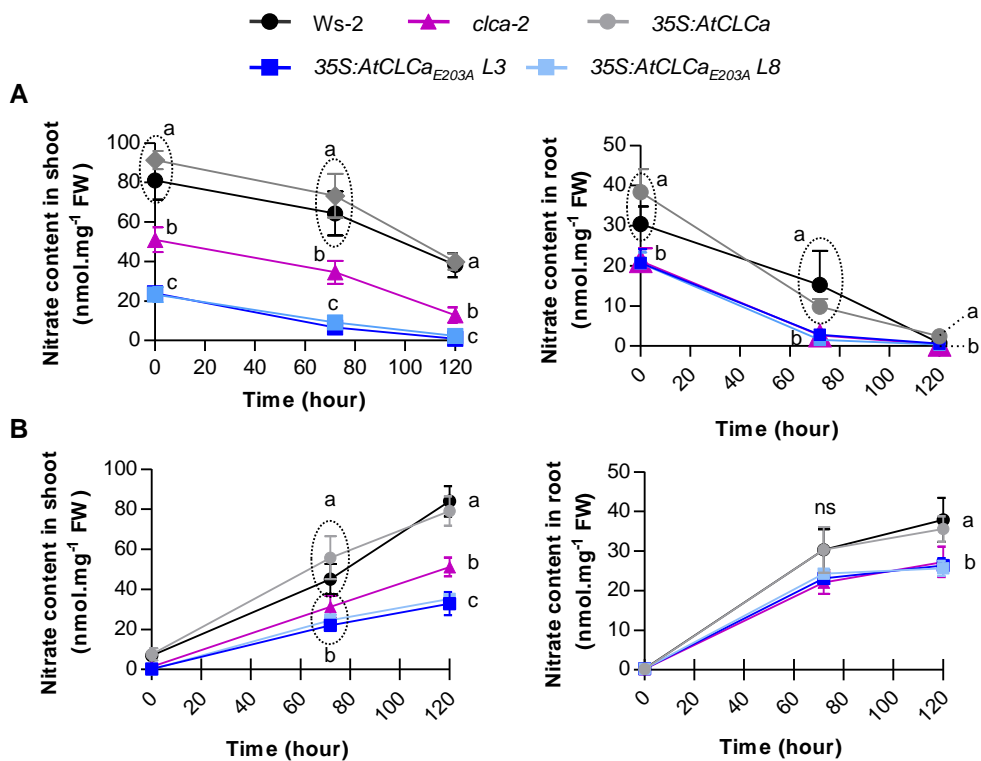 Ws-2 clca-2 35S:AtCLCa
35S:AtCLCaE203A L3 35S:AtCLCaE203A L8
A
Nitrate content in shoot
(nmol.mg-1 FW)
100
80
60
40
20
0
a
a
a
b
b
b
c
c
c
0 20 40 60 80 100 120
Time (hour)
Nitrate content in root
(nmol.mg-1 FW)
50
40
30
20
10
0
a
b
a
b
a
b
0 20 40 60 80 100 120
Time (hour)
B
Nitrate content in shoot
(nmol.mg-1 FW)
100
80
60
40
20
0
a
b
a
b
c
0 20 40 60 80 100 120
Time (hour)
Nitrate content in root
(nmol.mg-1 FW)
50
40
30
20
10
0
ns
a
b
0 20 40 60 80 100 120
Time (hour)